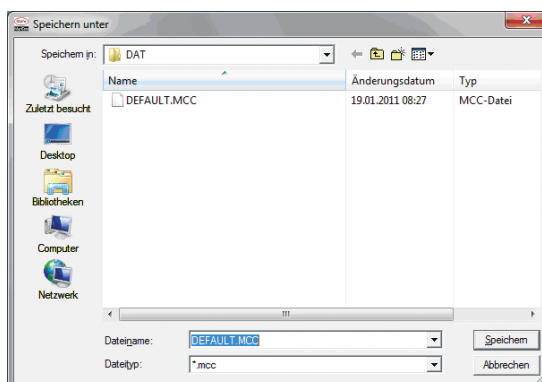 Speichern unter
Speichern in: DAT
Name Änderungsdatum Typ
DEFAULT.MCC 19.01.2011 08:27 MCC-Datei
Zuletzt besucht
Desktop
Bibliotheken
Computer
Netzwerk
Dateiname: DEFAULT.MCC Speichern
Dateityp: *.mcc Abbrechen